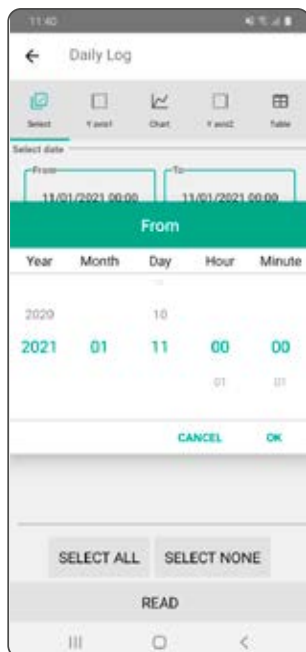 11:40
Daily Log
Select Y axis1 Chart Y axis2 Table
Select date
From To
11/01/2021 00:00 11/01/2021 00:00
From
Year Month Day Hour Minute
2020 10
2021 01 11 00 00
01 01
CANCEL OK
SELECT ALL SELECT NONE
READ